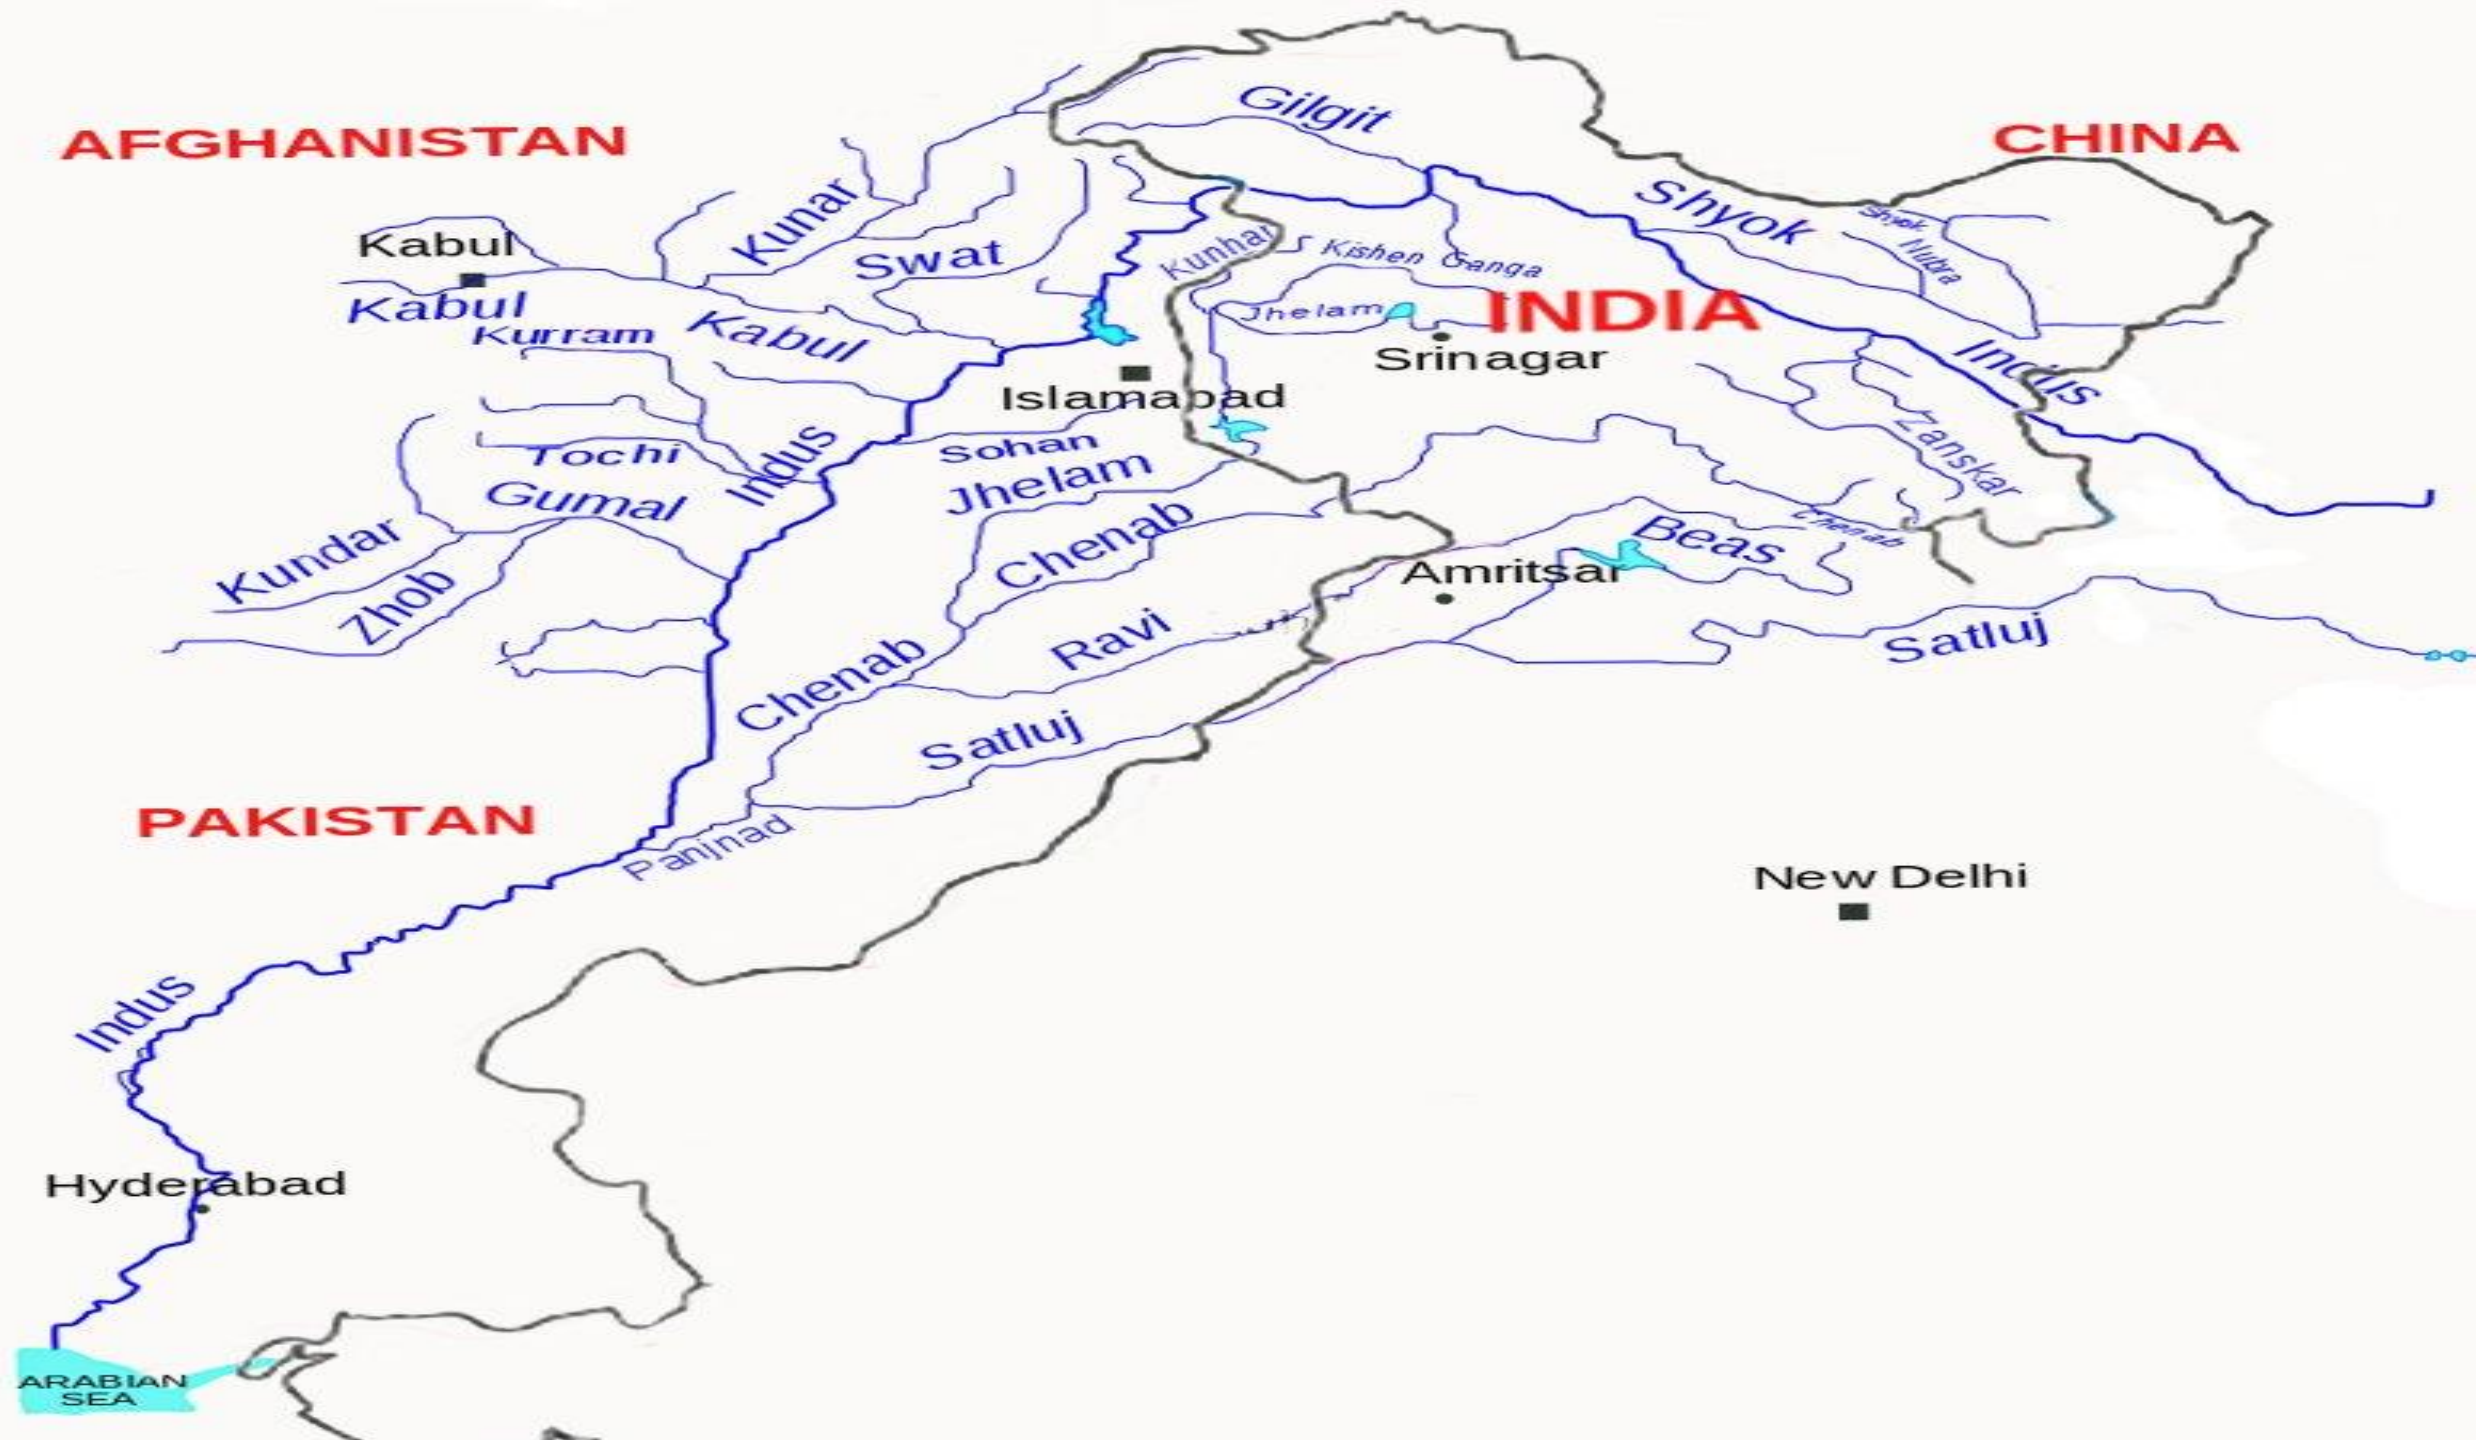 Gilgit
AFGHANISTAN
CHINA
Kunar
Shyok
Shyok
Nubra
Kabul
Swat
Kunhar
Kishen Ganga
Kabul
Kurram
Kabul
Jhelam
INDIA
Srinagar
Indus
Islamabad
Zanskar
Tochi
Indus
Sohan
Jhelam
Gumal
Chenab
Chenab
Beas
Kundar
Zhob
Amritsar
Ravi
Satluj
Chenab
Satluj
PAKISTAN
Panjnad
New Delhi
Indus
Hyderabad
ARABIAN
SEA